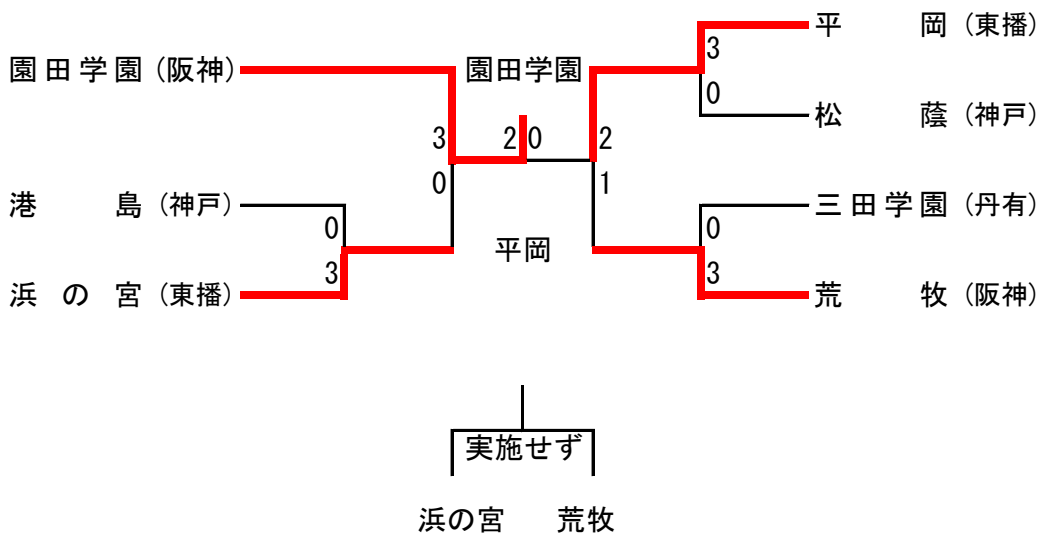 平岡(東播)
園田学園(阪神)
園田学園
3
0
松蔭(神戸)
3
2 0
2
0
1
港島(神戸)
三田学園(丹有)
0
0
平岡
3
3
浜の宮(東播)
荒牧(阪神)
実施せず
浜の宮 荒牧